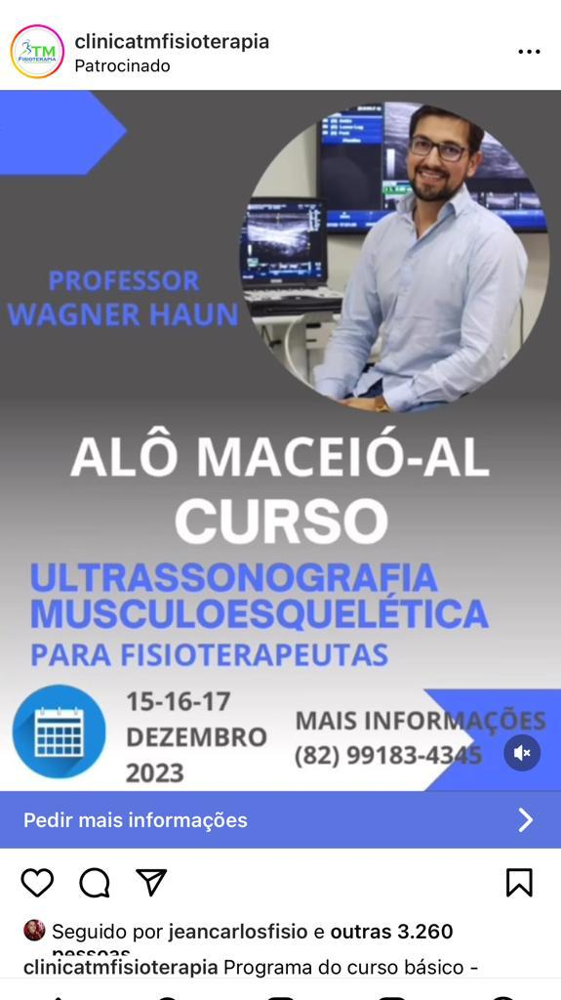 clinicatmfisioterapia
Patrocinado
TM
FISIOTERAPIA
PROFESSOR
WAGNER HAUN
ALÔ MACEIÓ-AL
CURSO
ULTRASSONOGRAFIA
MUSCULOESQUELÉTICA
PARA FISIOTERAPEUTAS
15-16-17
DEZEMBRO
2023
MAIS INFORMAÇÕES
(82) 99183-4345
Pedir mais informações
Seguido por jeancarlosfisio e outras 3.260
pessoas
clinicatmfisioterapia Programa do curso básico -